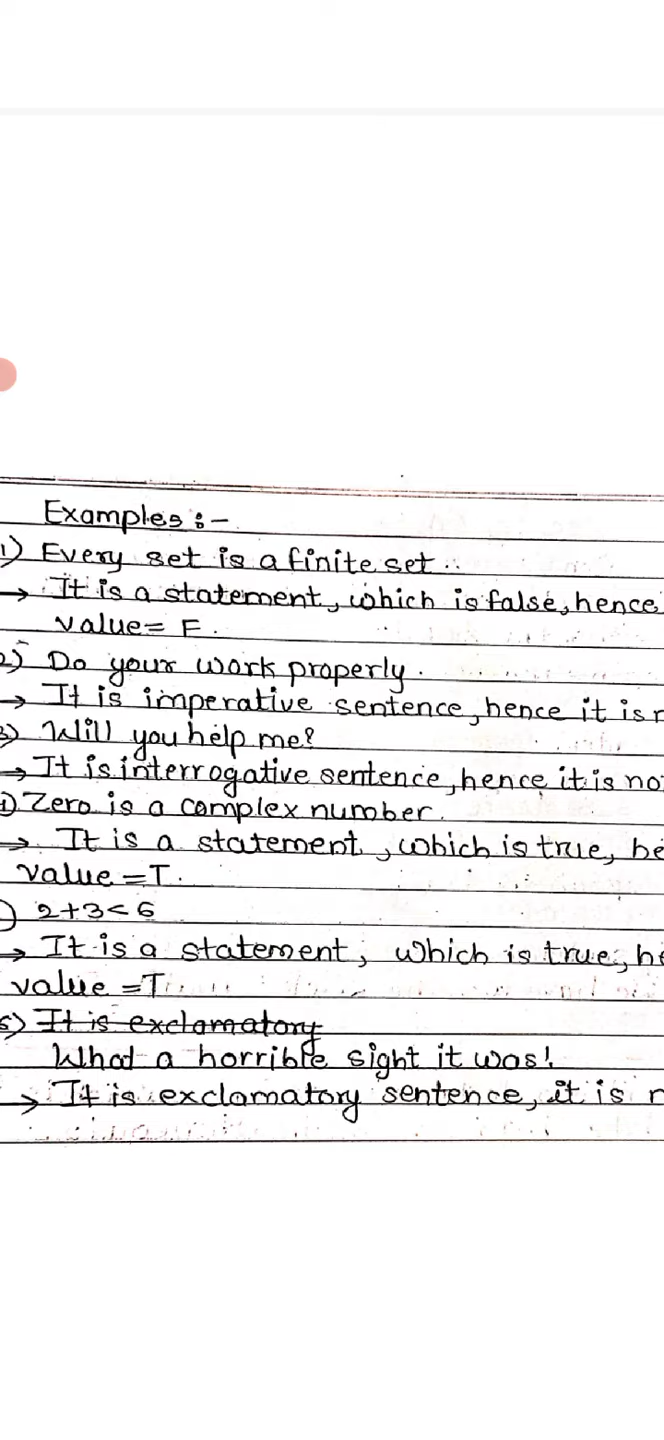 Examples :-
1) Every set is a finite set.
→ It is a statement, which is false, hence
value = F.
2) Do your work properly.
→ It is imperative sentence, hence it is
3) Will you help me?
→ It is interrogative sentence, hence it is no
4) Zero is a complex number.
→ It is a statement, which is true, he
value = T.
) 2+3<6
→ It is a statement, which is true, he
value = T
6) It is exclamatory
What a horrible sight it was!
→ It is exclamatory sentence, it is